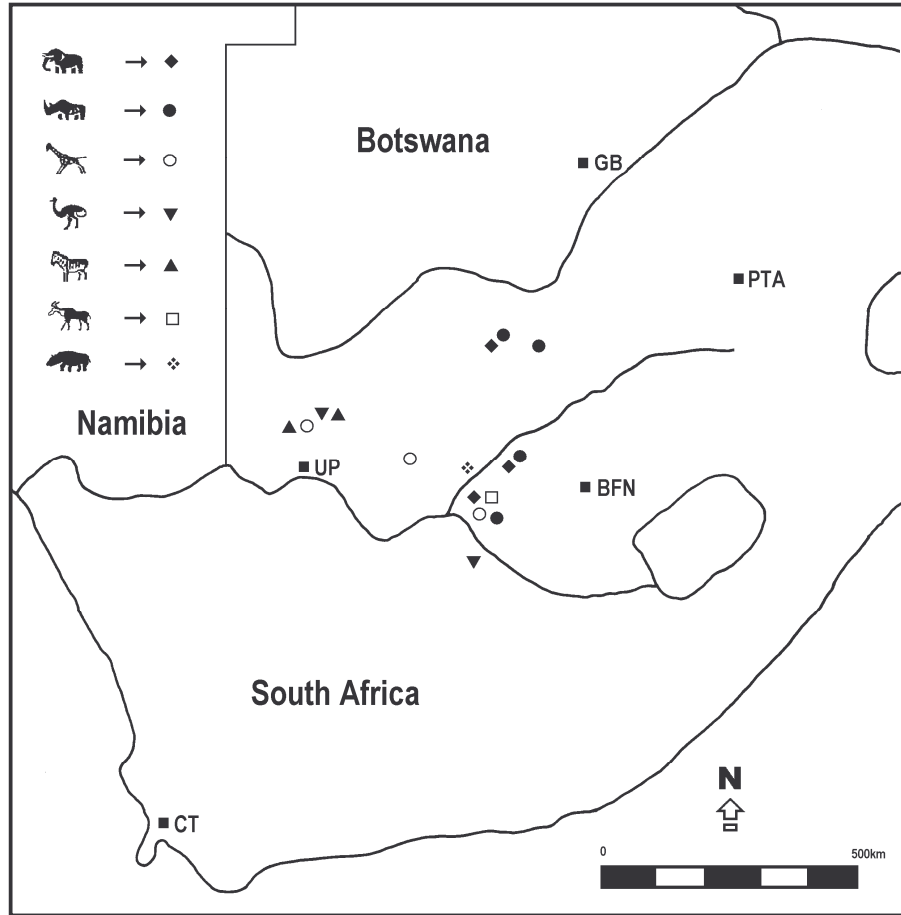 Botswana
GB
PTA
Namibia
UP
BFN
South Africa
N
CT
0
500km